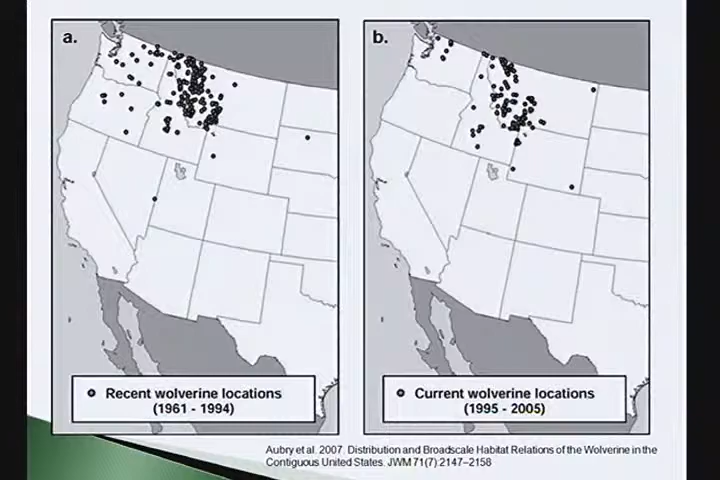 a.
Recent wolverine locations
(1961 - 1994)
b.
Current wolverine locations
(1995 - 2005)
Aubry et al. 2007. Distribution and Broadscale Habitat Relations of the Wolverine in the
Contiguous United States. JWM 71(7):2147–2158